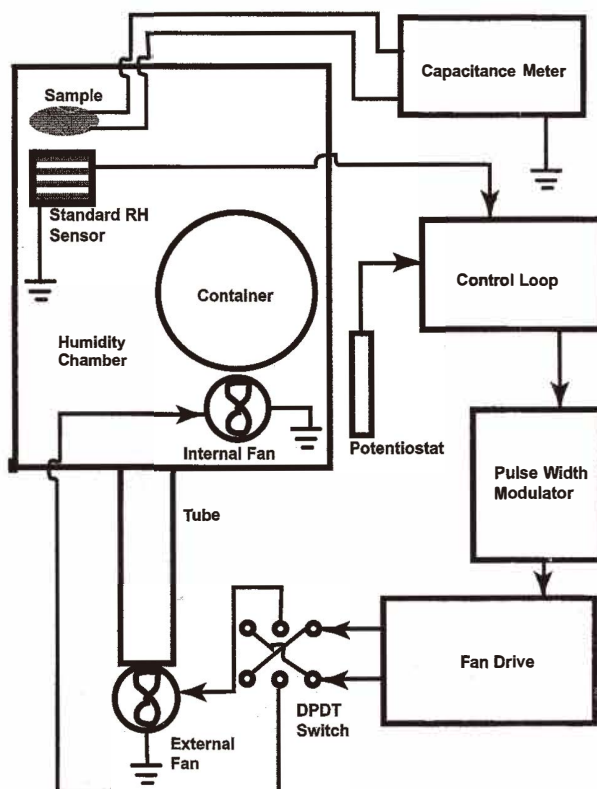 Capacitance Meter
Sample
Standard RH
Sensor
Control Loop
Container
Humidity
Chamber
Internal Fan
Potentiostat
Pulse Width
Modulator
Tube
Fan Drive
DPDT
Switch
External
Fan